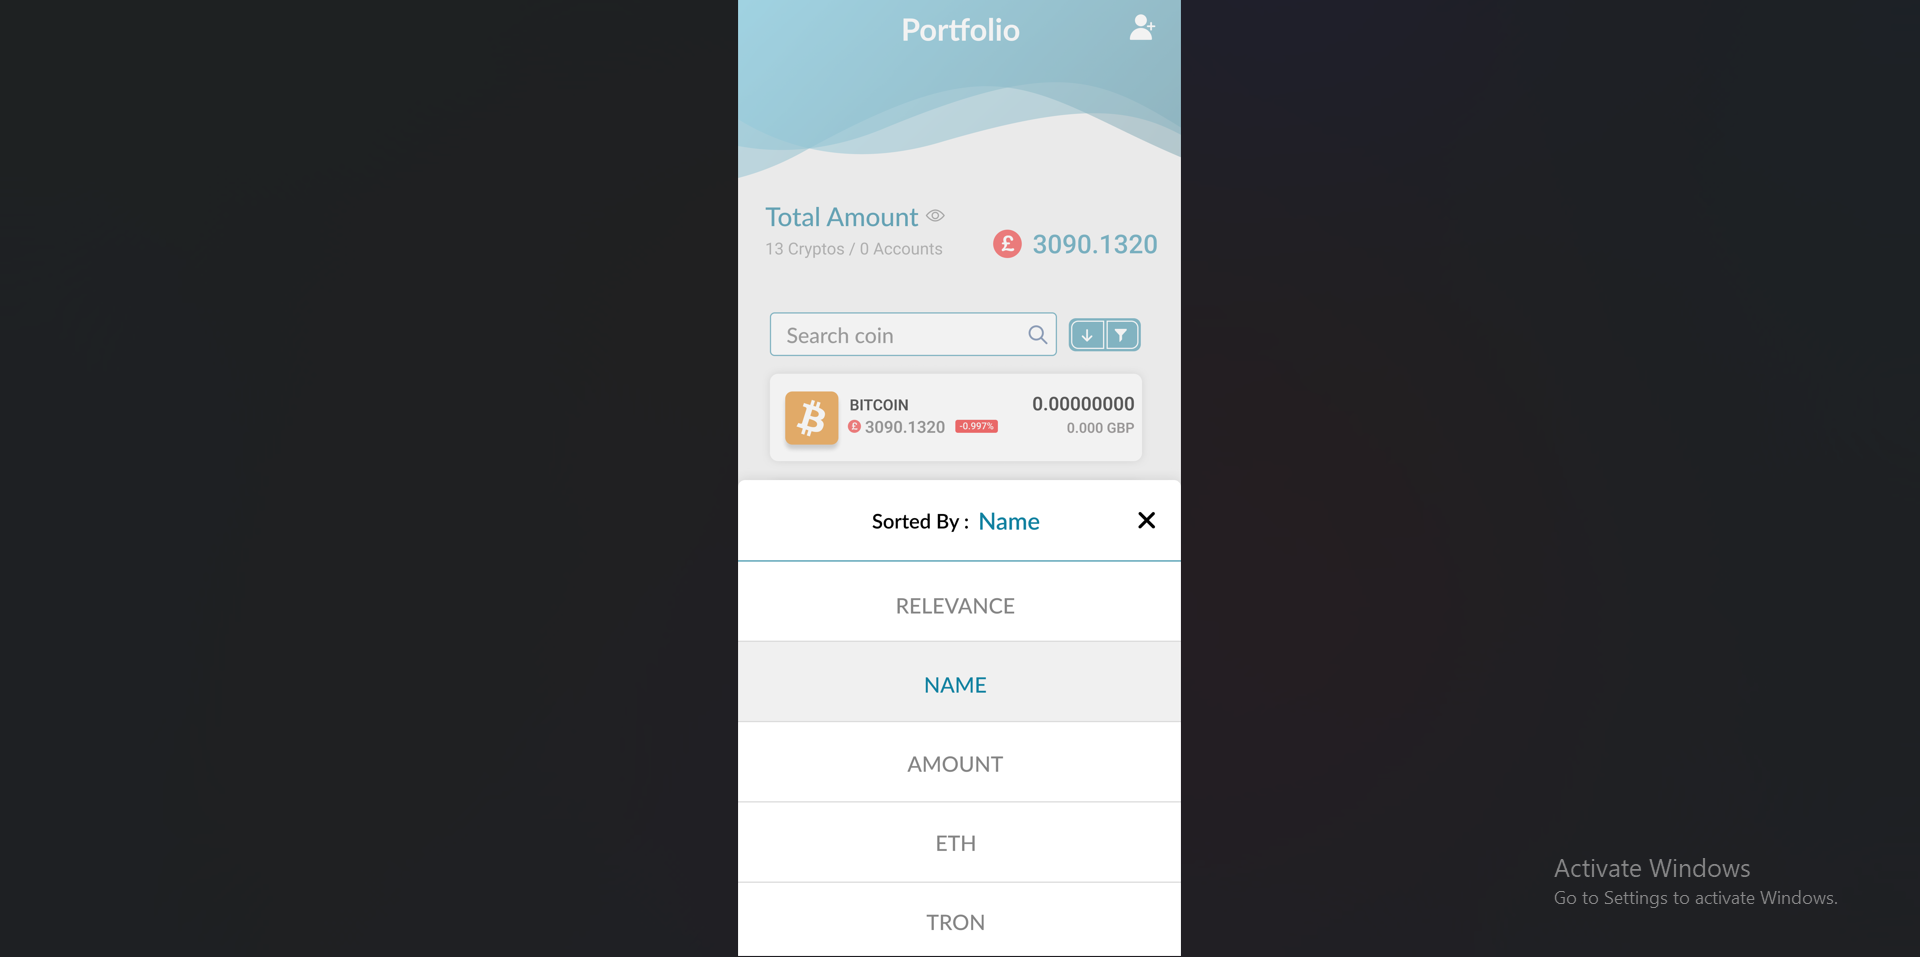 Portfolio
Total Amount
13 Cryptos / 0 Accounts
£ 3090.1320
Search coin
BITCOIN
0.00000000
£ 3090.1320 -0.997%
0.000 GBP
Sorted By : Name
RELEVANCE
NAME
AMOUNT
ETH
TRON
Activate Windows
Go to Settings to activate Windows.